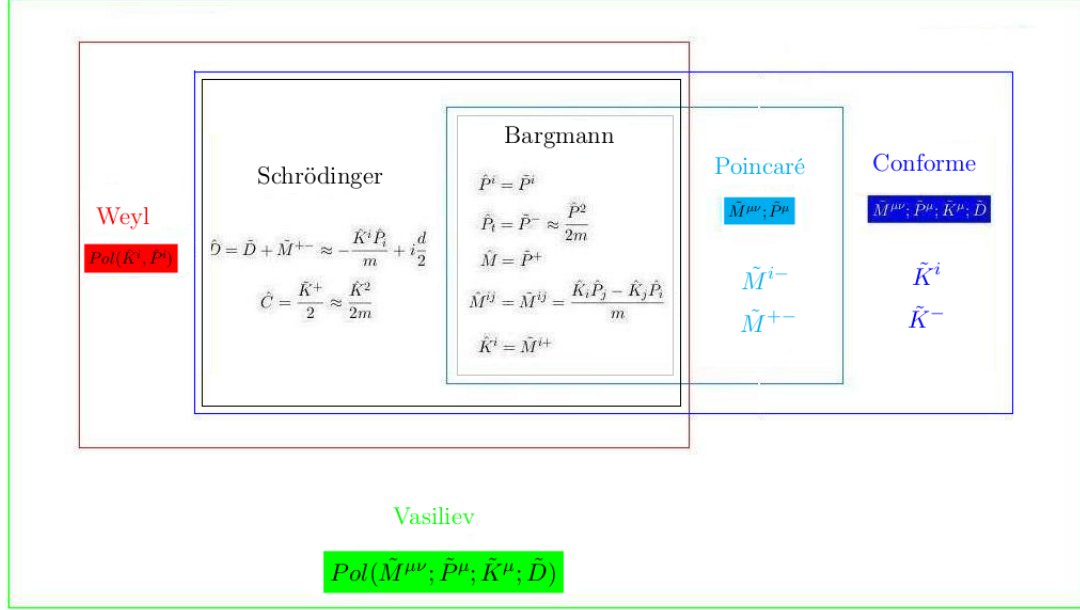 Bargmann
Poincaré
Conforme
Schrödinger
Weyl
P̂ⁱ = P̃ⁱ
P̂ₜ = P̃⁻ ≈ P̂²/2m
M̂ = P̃⁺
M̂ⁱʲ = M̃ⁱʲ = (K̂ᵢP̂ⱼ − K̂ⱼP̂ᵢ)/m
K̂ⁱ = M̃ⁱ⁺
M̃^{μν}; P̃^μ
M̃^{μν}; P̃^μ; K̃^μ; D̃
Pol(K̂ⁱ, P̂ⁱ)
D̂ = D̃ + M̃⁺⁻ ≈ −K̂ⁱP̂ᵢ/m + i d/2
Ĉ = K̃⁺/2 ≈ K̂²/2m
M̃ⁱ⁻
M̃⁺⁻
K̃ⁱ
K̃⁻
Vasiliev
Pol(M̃^{μν}; P̃^μ; K̃^μ; D̃)